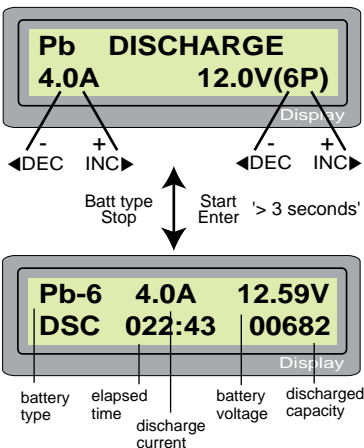 Pb DISCHARGE
4.0A 12.0V(6P)
Display
- + - +
◀DEC INC▶ ◀DEC INC▶
Batt type Start
Stop Enter '> 3 seconds'
Pb-6 4.0A 12.59V
DSC 022:43 00682
Display
battery elapsed battery discharged
type time voltage capacity
discharge
current